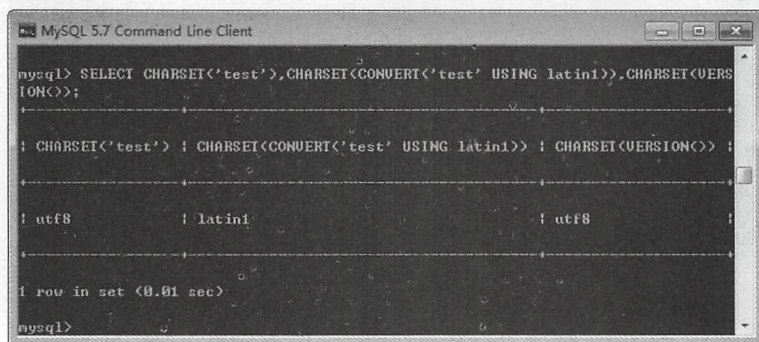 MySQL 5.7 Command Line Client
mysql> SELECT CHARSET('test'),CHARSET(CONVERT('test' USING latin1)),CHARSET(VERS
ION());
| CHARSET('test') | CHARSET(CONVERT('test' USING latin1)) | CHARSET(VERSION()) |
| utf8 | latin1 | utf8 |
1 row in set (0.01 sec)
mysql>